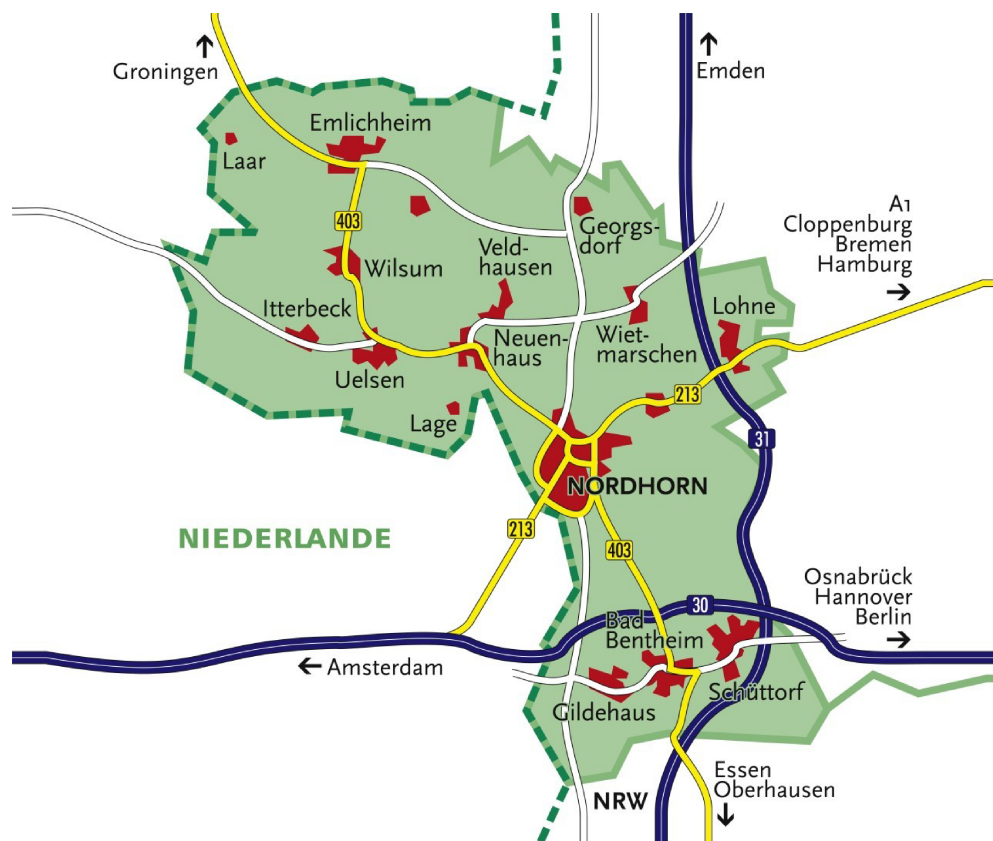 Groningen
Emden
Emlichheim
Laar
A1
Cloppenburg
Bremen
Hamburg
403
Georgs-
dorf
Veld-
hausen
Wilsum
Itterbeck
Lohne
Neuen-
haus
Wiet-
marschen
Uelsen
213
Lage
31
NORDHORN
NIEDERLANDE
213
403
Osnabrück
Hannover
Berlin
30
Bad
Bentheim
Amsterdam
Schüttorf
Gildehaus
Essen
Oberhausen
NRW